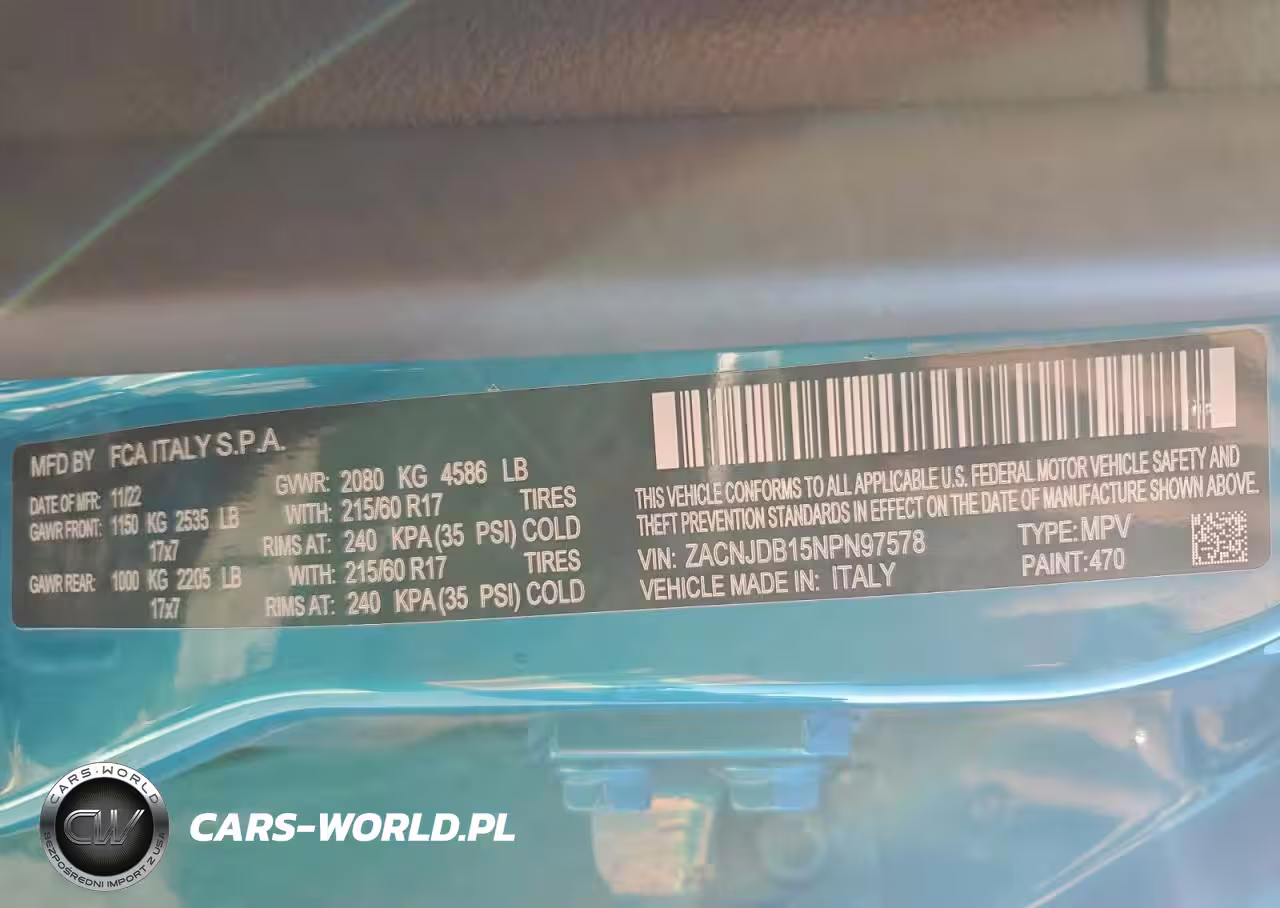 MFD BY FCA ITALY S.P.A.
DATE OF MFR: 11/22
GVWR: 2080 KG 4586 LB
GAWR FRONT: 1150 KG 2535 LB WITH: 215/60 R17 TIRES
17x7 RIMS AT: 240 KPA(35 PSI) COLD
GAWR REAR: 1000 KG 2205 LB WITH: 215/60 R17 TIRES
17x7 RIMS AT: 240 KPA(35 PSI) COLD
THIS VEHICLE CONFORMS TO ALL APPLICABLE U.S. FEDERAL MOTOR VEHICLE SAFETY AND
THEFT PREVENTION STANDARDS IN EFFECT ON THE DATE OF MANUFACTURE SHOWN ABOVE.
VIN: ZACNJDB15NPN97578 TYPE:MPV
VEHICLE MADE IN: ITALY PAINT:470
CARS-WORLD
CW
BEZPOŚREDNI IMPORT Z USA
CARS-WORLD.PL